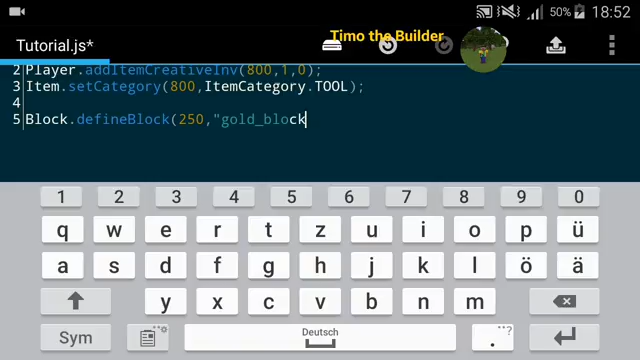 50% 18:52
Timo the Builder
Tutorial.js*
2 Player.addItemCreativeInv(800,1,0);
3 Item.setCategory(800,ItemCategory.TOOL);
4
5 Block.defineBlock(250,"gold_block
1 2 3 4 5 6 7 8 9 0
q w e r t z u i o p ü
a s d f g h j k l ö ä
y x c v b n m
Sym Deutsch . ?